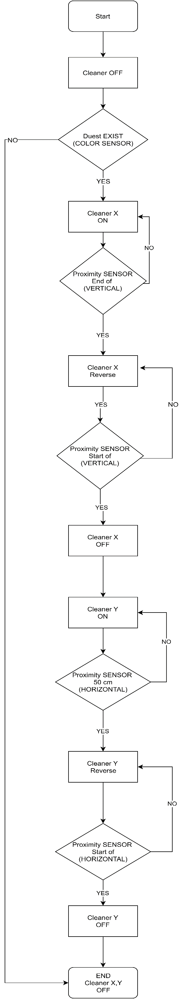 Start
Cleaner OFF
Duest EXIST
(COLOR SENSOR)
NO
YES
Cleaner X
ON
NO
Proximity SENSOR
End of
(VERTICAL)
YES
Cleaner X
Reverse
YES
NO
Proximity SENSOR
Start of
(VERTICAL)
YES
Cleaner X
OFF
Cleaner Y
ON
NO
Proximity SENSOR
50 cm
(HORIZONTAL)
YES
Cleaner Y
Reverse
NO
Proximity SENSOR
Start of
(HORIZONTAL)
YES
Cleaner Y
OFF
END
Cleaner X,Y
OFF